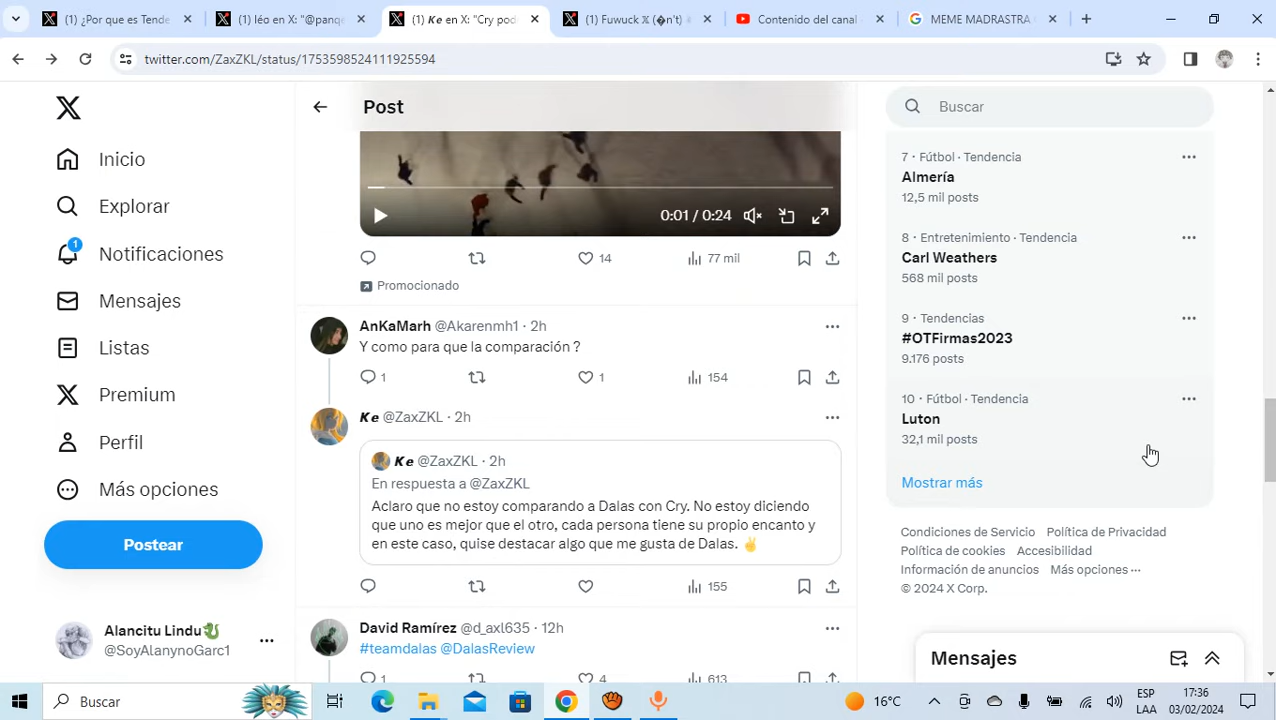 (1) ¿Por que es Tende
(1) léo en X: "@panqe
(1) Ke en X: "Cry pod
(1) Fuwuck 𝕏 (�n't) a
Contenido del canal
MEME MADRASTRA
twitter.com/ZaxZKL/status/1753598524111925594
Inicio
Explorar
1
Notificaciones
Mensajes
Listas
Premium
Perfil
Más opciones
Postear
Alancitu Lindu🐉
@SoyAlanynoGarc1
Post
0:01 / 0:24
14
77 mil
Promocionado
AnKaMarh @Akarenmh1 · 2h
Y como para que la comparación ?
1
1
154
Ke @ZaxZKL · 2h
Ke @ZaxZKL · 2h
En respuesta a @ZaxZKL
Aclaro que no estoy comparando a Dalas con Cry. No estoy diciendo
que uno es mejor que el otro, cada persona tiene su propio encanto y
en este caso, quise destacar algo que me gusta de Dalas. ✌️
155
David Ramírez @d_axl635 · 12h
#teamdalas @DalasReview
1
4
613
Buscar
7 · Fútbol · Tendencia
Almería
12,5 mil posts
8 · Entretenimiento · Tendencia
Carl Weathers
568 mil posts
9 · Tendencias
#OTFirmas2023
9.176 posts
10 · Fútbol · Tendencia
Luton
32,1 mil posts
Mostrar más
Condiciones de Servicio Política de Privacidad
Política de cookies Accesibilidad
Información de anuncios Más opciones ···
© 2024 X Corp.
Mensajes
Buscar
16°C
ESP
LAA
17:36
03/02/2024